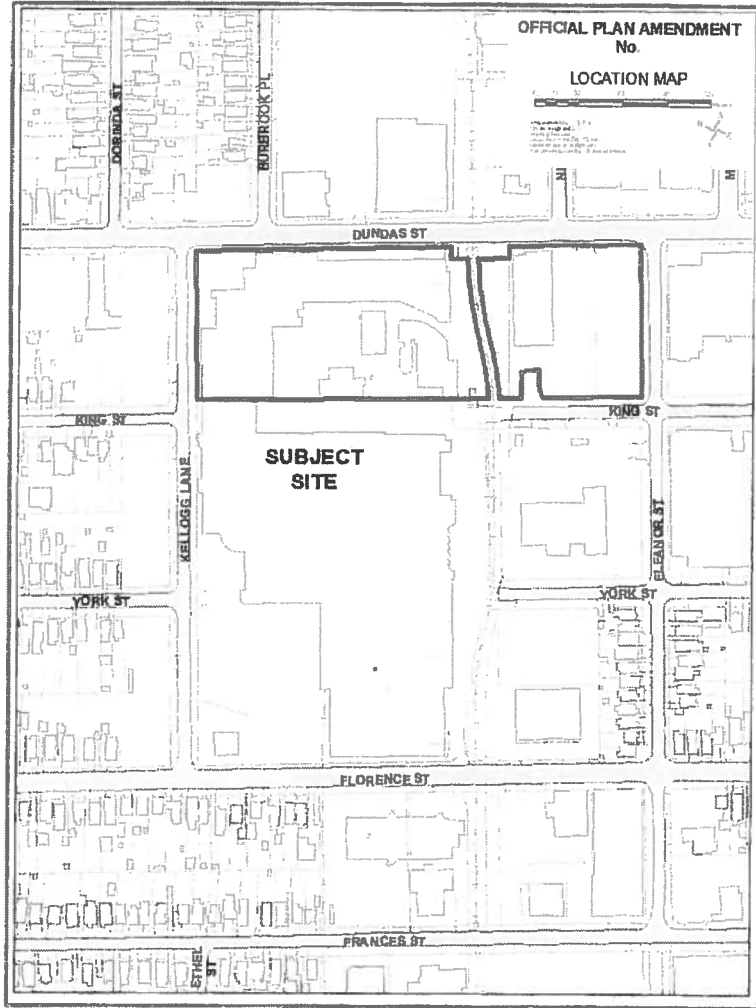 OFFICIAL PLAN AMENDMENT
No.
LOCATION MAP
DORINDA ST
BURBROOK PL
DUNDAS ST
KING ST
KING ST
SUBJECT
SITE
KELLOGG LANE
ELEANOR ST
YORK ST
YORK ST
FLORENCE ST
FRANCES ST
ETHEL
ST